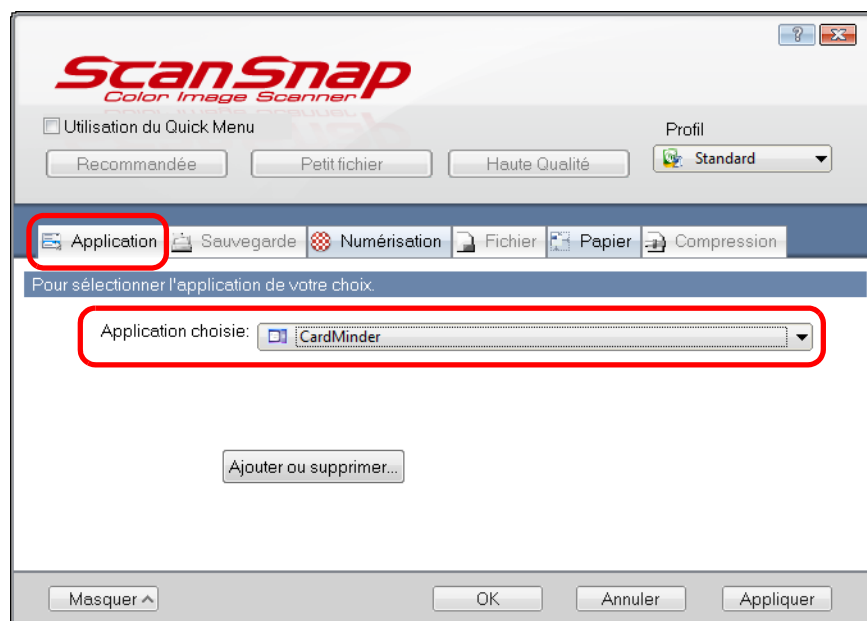 ScanSnap
Color Image Scanner
Utilisation du Quick Menu
Profil
Recommandée Petit fichier Haute Qualité Standard
Application Sauvegarde Numérisation Fichier Papier Compression
Pour sélectionner l'application de votre choix.
Application choisie: CardMinder
Ajouter ou supprimer...
Masquer OK Annuler Appliquer